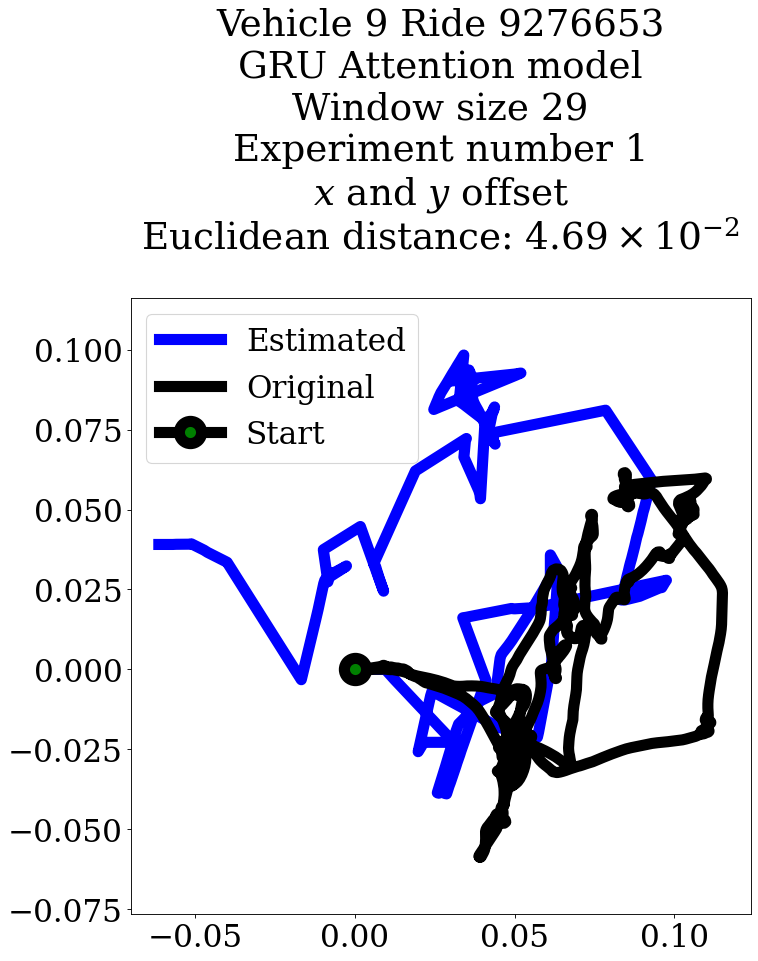 Vehicle 9 Ride 9276653
GRU Attention model
Window size 29
Experiment number 1
x and y offset
Euclidean distance: 4.69 × 10⁻²
Estimated
Original
Start
0.100
0.075
0.050
0.025
0.000
−0.025
−0.050
−0.075
−0.05 0.00 0.05 0.10